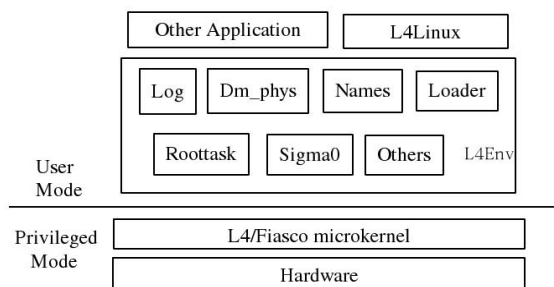 Other Application
L4Linux
Log
Dm_phys
Names
Loader
Roottask
Sigma0
Others
L4Env
User
Mode
Privileged
Mode
L4/Fiasco microkernel
Hardware